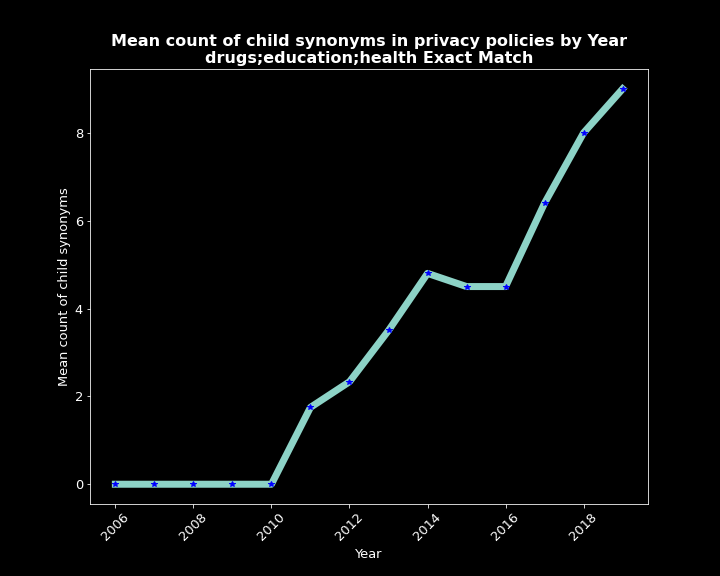 Mean count of child synonyms in privacy policies by Year
drugs;education;health Exact Match
Mean count of child synonyms
8
6
4
2
0
2006 2008 2010 2012 2014 2016 2018
Year